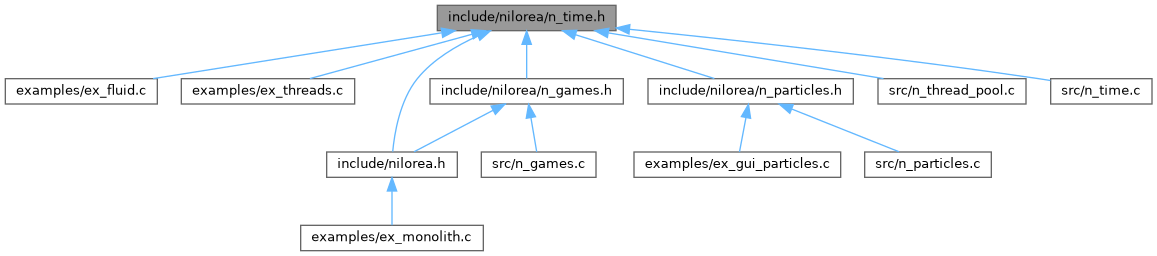 include/nilorea/n_time.h
examples/ex_fluid.c
examples/ex_threads.c
include/nilorea/n_games.h
include/nilorea/n_particles.h
src/n_thread_pool.c
src/n_time.c
include/nilorea.h
src/n_games.c
examples/ex_gui_particles.c
src/n_particles.c
examples/ex_monolith.c